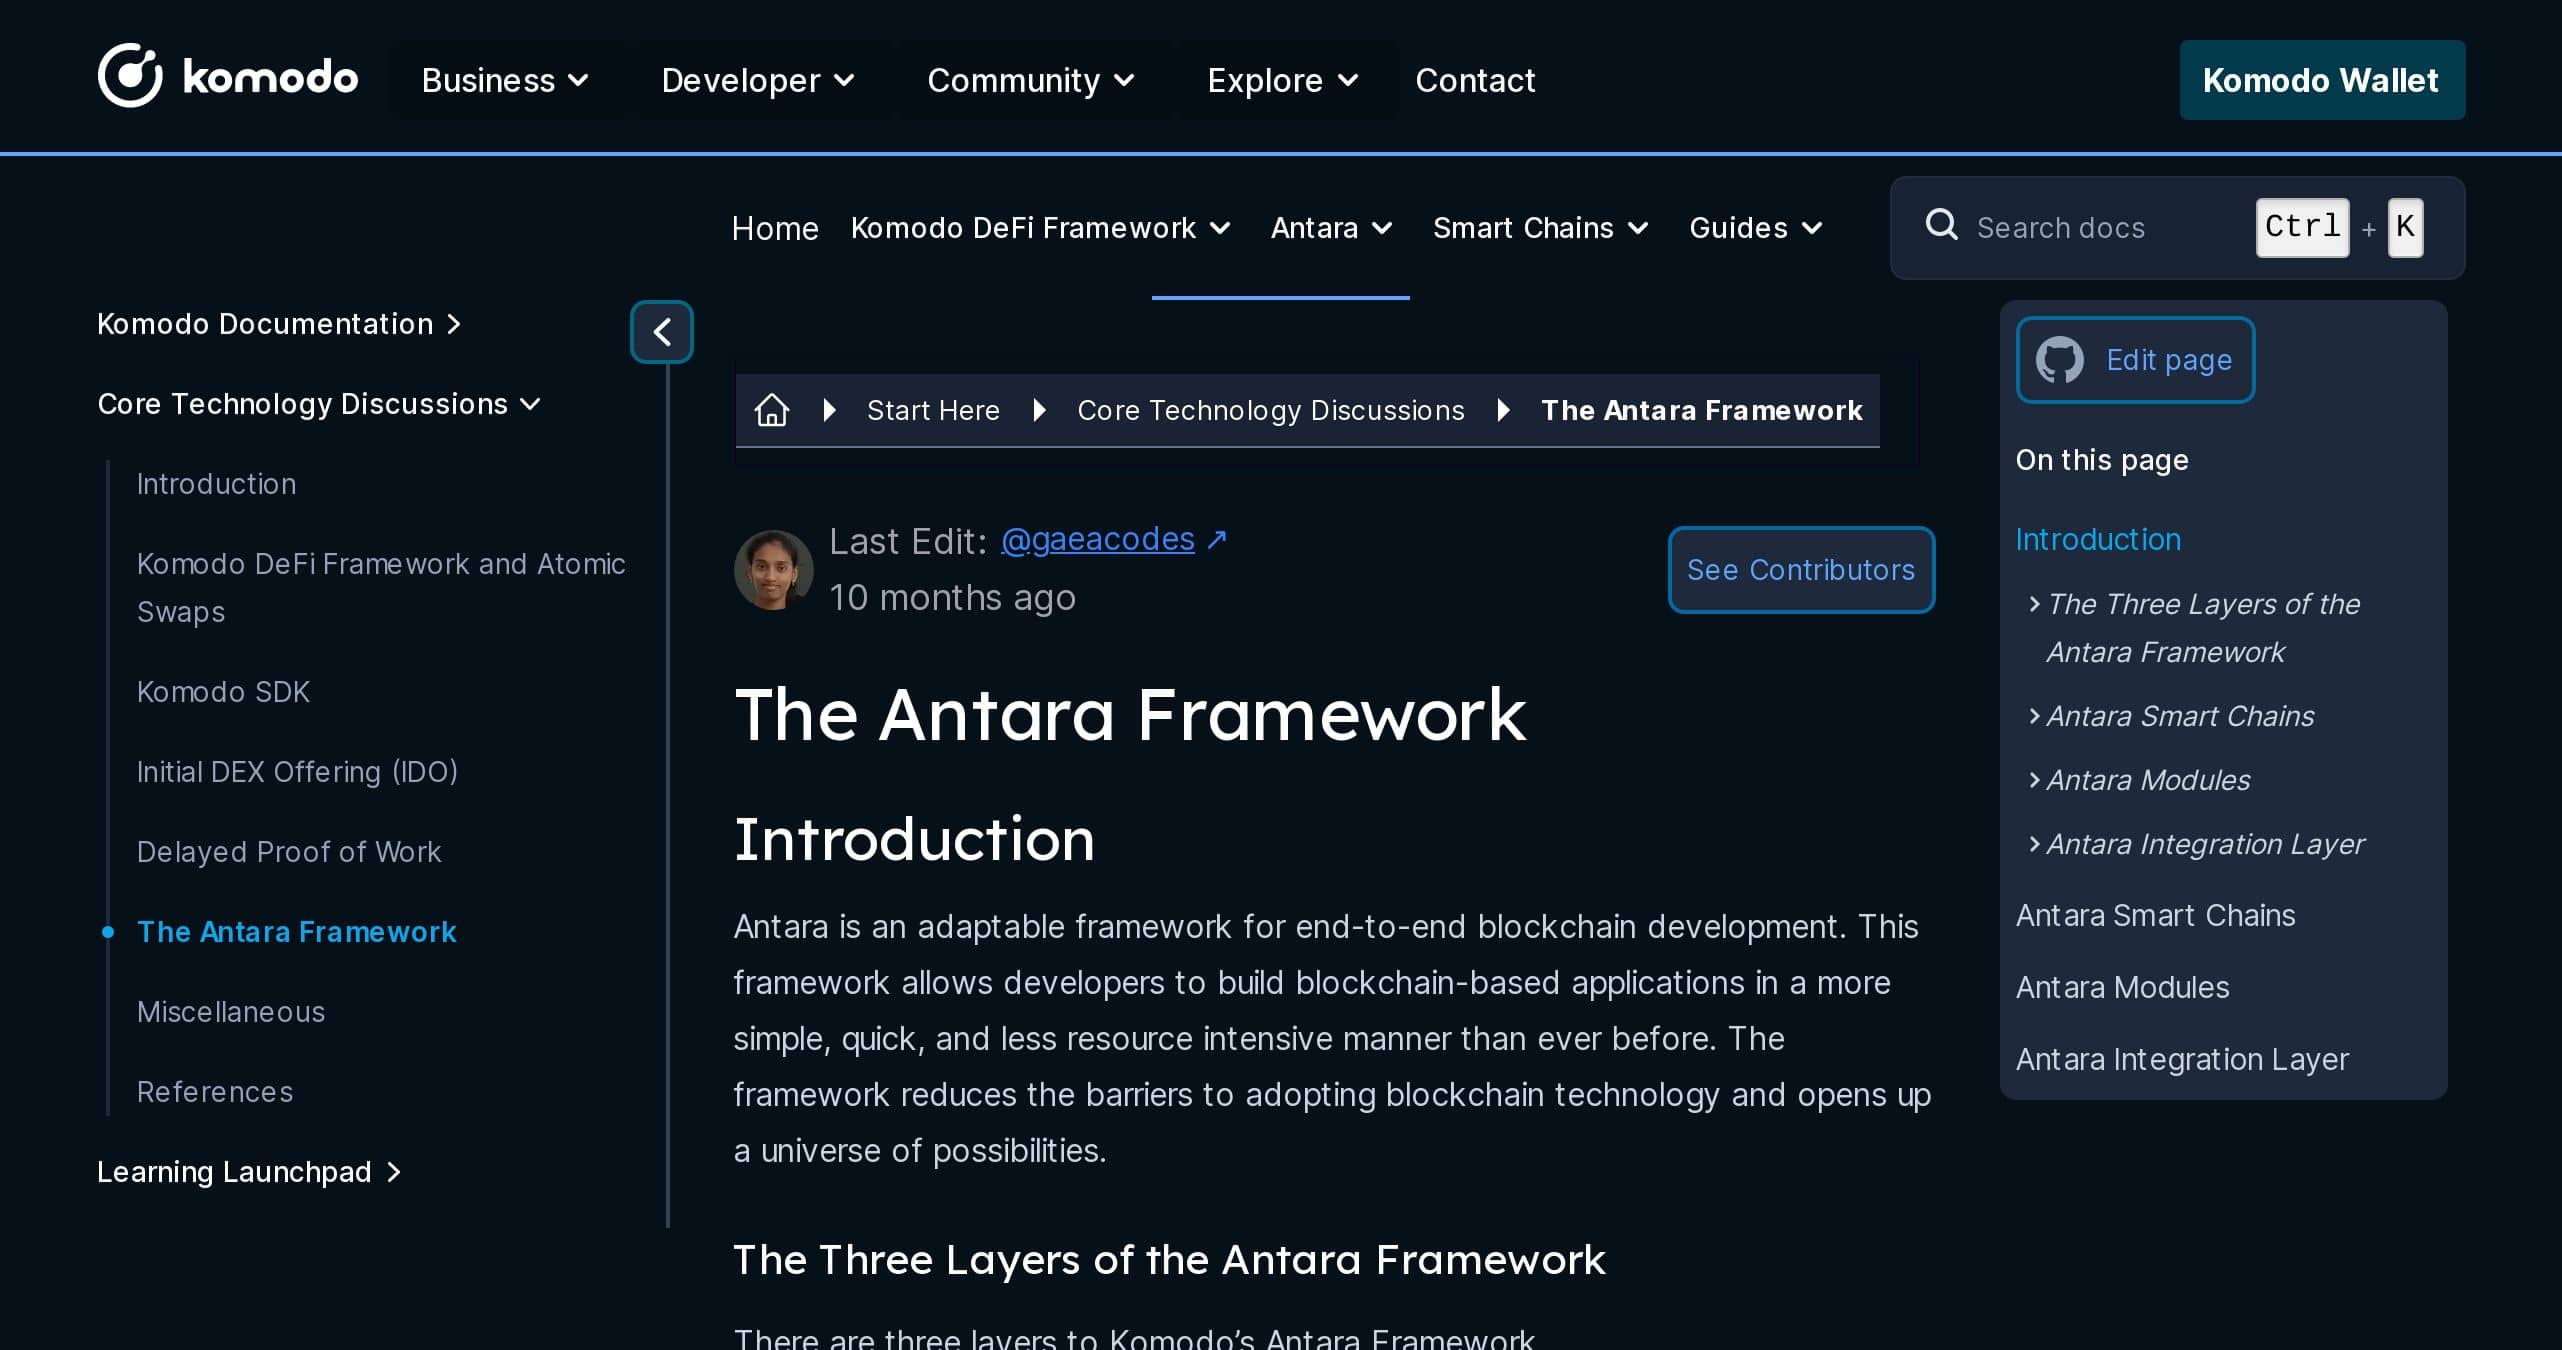 komodo
Business
Developer
Community
Explore
Contact
Komodo Wallet
Home
Komodo DeFi Framework
Antara
Smart Chains
Guides
Search docs
Ctrl + K
Komodo Documentation
Core Technology Discussions
Introduction
Komodo DeFi Framework and Atomic
Swaps
Komodo SDK
Initial DEX Offering (IDO)
Delayed Proof of Work
The Antara Framework
Miscellaneous
References
Learning Launchpad
Start Here
Core Technology Discussions
The Antara Framework
Last Edit: @gaeacodes ↗
10 months ago
See Contributors
The Antara Framework
Introduction
Antara is an adaptable framework for end-to-end blockchain development. This
framework allows developers to build blockchain-based applications in a more
simple, quick, and less resource intensive manner than ever before. The
framework reduces the barriers to adopting blockchain technology and opens up
a universe of possibilities.
The Three Layers of the Antara Framework
There are three layers to Komodo’s Antara Framework
Edit page
On this page
Introduction
The Three Layers of the
Antara Framework
Antara Smart Chains
Antara Modules
Antara Integration Layer
Antara Smart Chains
Antara Modules
Antara Integration Layer